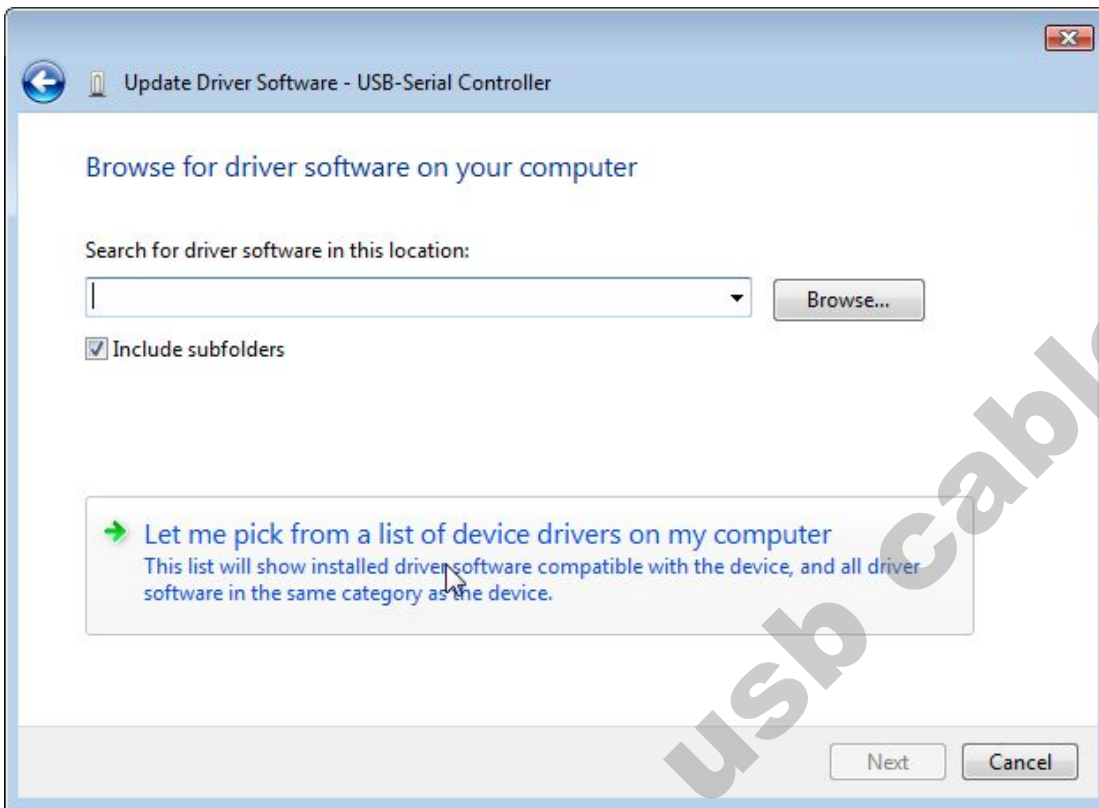 Update Driver Software - USB-Serial Controller
Browse for driver software on your computer
Search for driver software in this location:
Browse...
Include subfolders
Let me pick from a list of device drivers on my computer
This list will show installed driver software compatible with the device, and all driver
software in the same category as the device.
Next
Cancel
usb cable